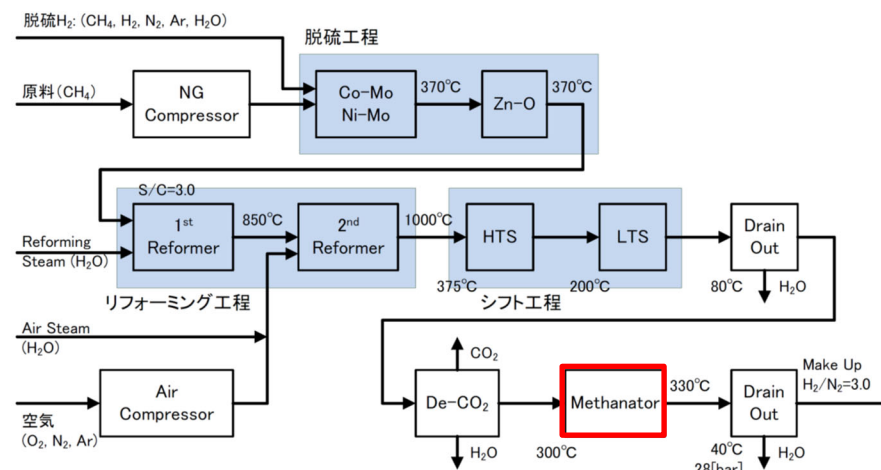 脱硫H₂: (CH₄, H₂, N₂, Ar, H₂O)
脱硫工程
原料(CH₄)
NG
Compressor
Co-Mo
Ni-Mo
370℃
Zn-O
370℃
S/C=3.0
1st
Reformer
850℃
2nd
Reformer
1000℃
HTS
LTS
Drain
Out
Reforming
Steam (H₂O)
リフォーミング工程
375℃
シフト工程
200℃
80℃
H₂O
Air Steam
(H₂O)
空気
(O₂, N₂, Ar)
Air
Compressor
CO₂
De-CO₂
H₂O
300℃
Methanator
330℃
Drain
Out
Make Up
H₂/N₂=3.0
40℃
28[bar]
H₂O